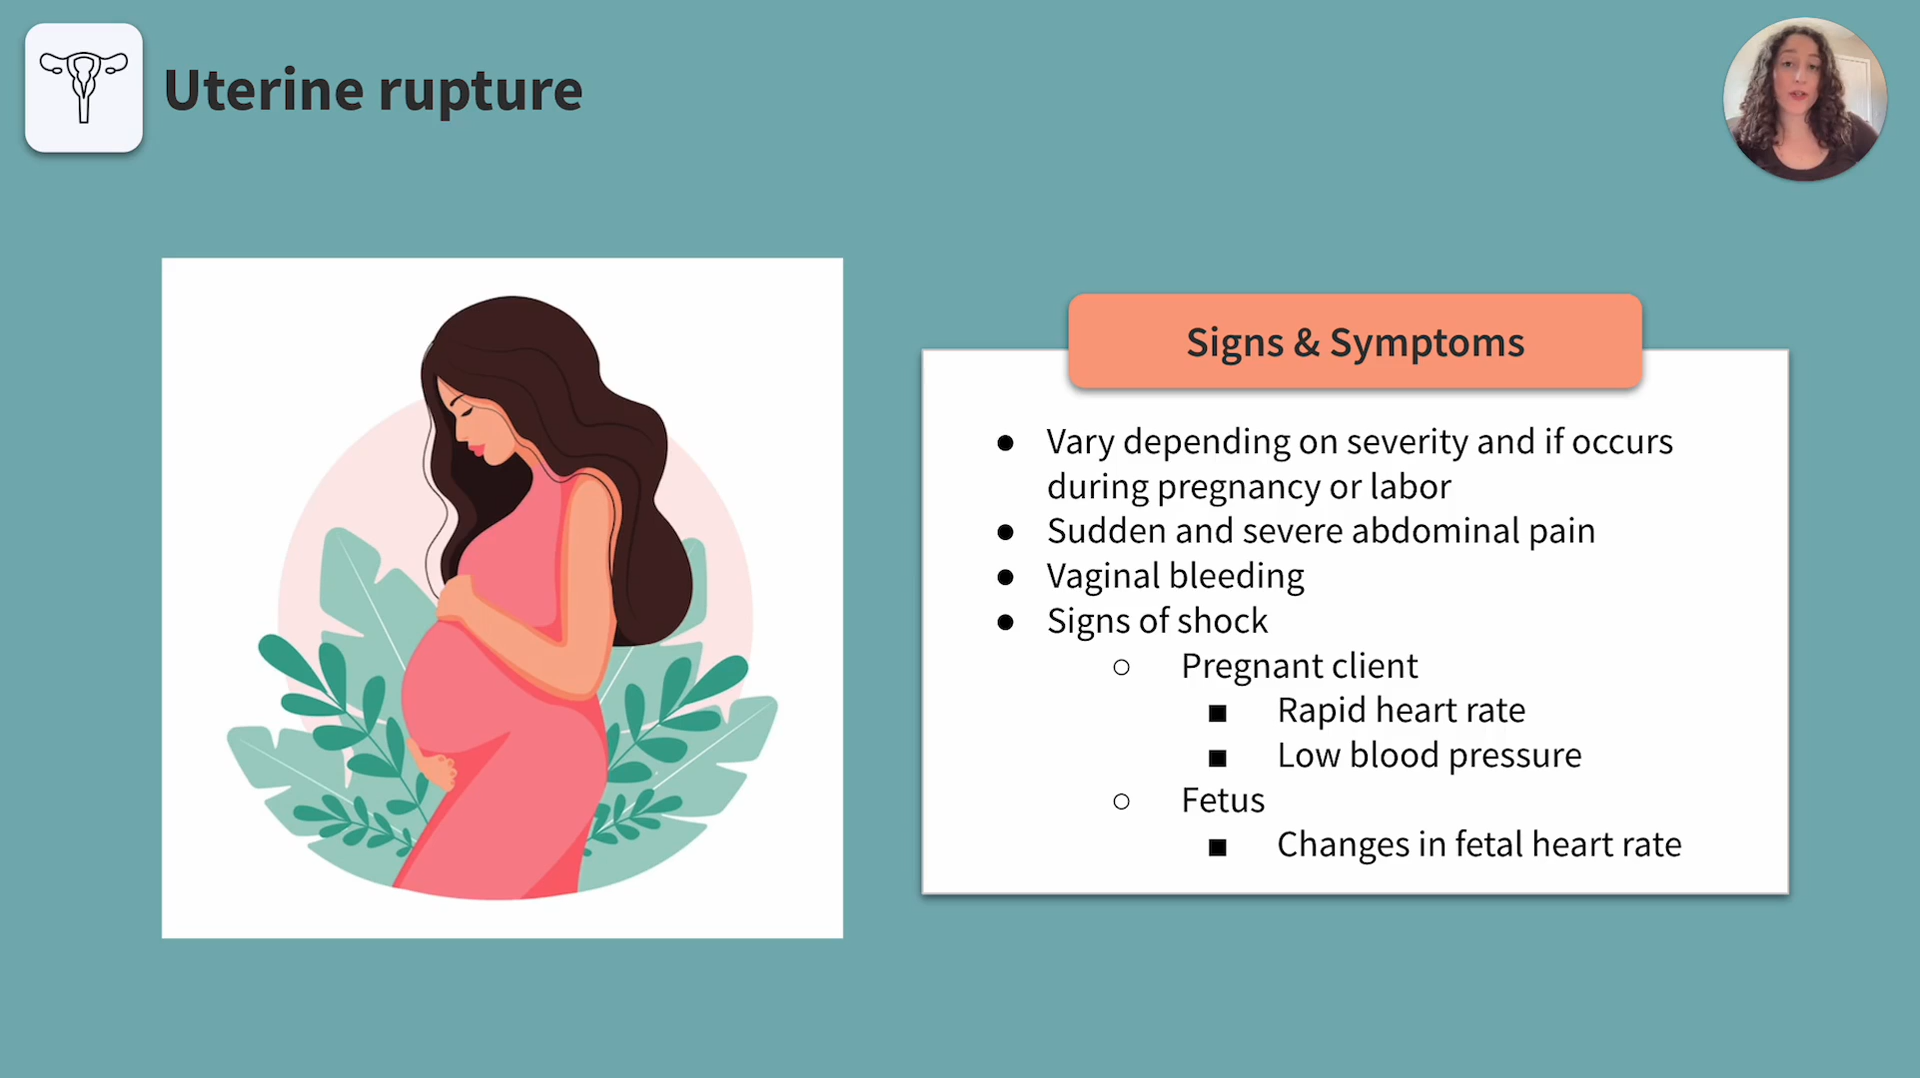 Uterine rupture
Signs & Symptoms
● Vary depending on severity and if occurs
during pregnancy or labor
● Sudden and severe abdominal pain
● Vaginal bleeding
● Signs of shock
○ Pregnant client
■ Rapid heart rate
■ Low blood pressure
○ Fetus
■ Changes in fetal heart rate